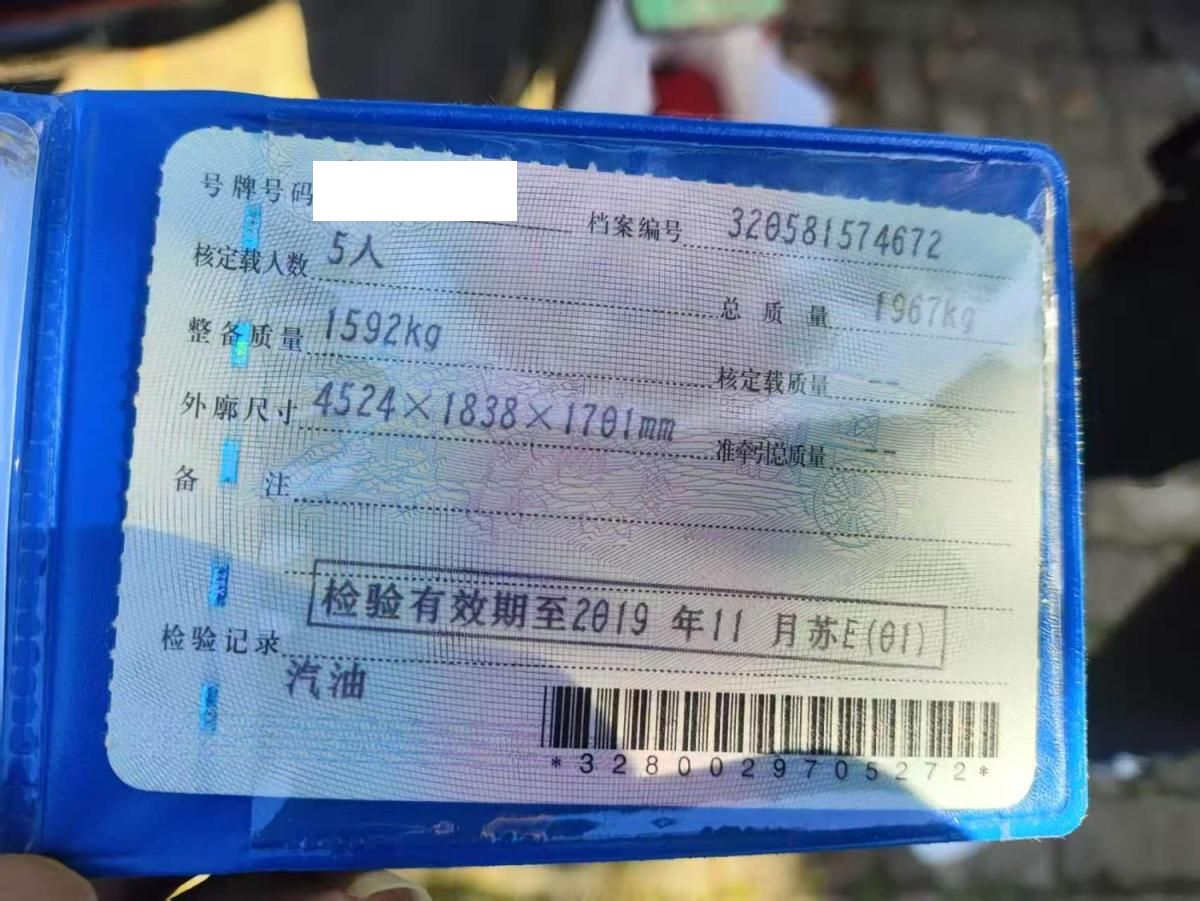 号牌号码 档案编号 320581574672
核定载人数 5人 总质量 1967kg
整备质量 1592kg 核定载质量 --
外廓尺寸 4524×1838×1701mm 准牵引总质量 --
备注
检验有效期至2019 年11 月苏E(01)
检验记录
汽油
*3280029705272*